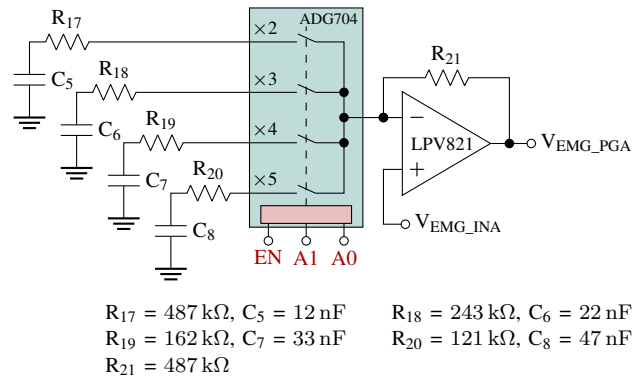 R17
×2
ADG704
C5
R18
×3
R21
C6
R19
×4
−
LPV821
+
VEMG_PGA
C7
R20
×5
C8
VEMG_INA
EN A1 A0
R17 = 487 kΩ, C5 = 12 nF R18 = 243 kΩ, C6 = 22 nF
R19 = 162 kΩ, C7 = 33 nF R20 = 121 kΩ, C8 = 47 nF
R21 = 487 kΩ